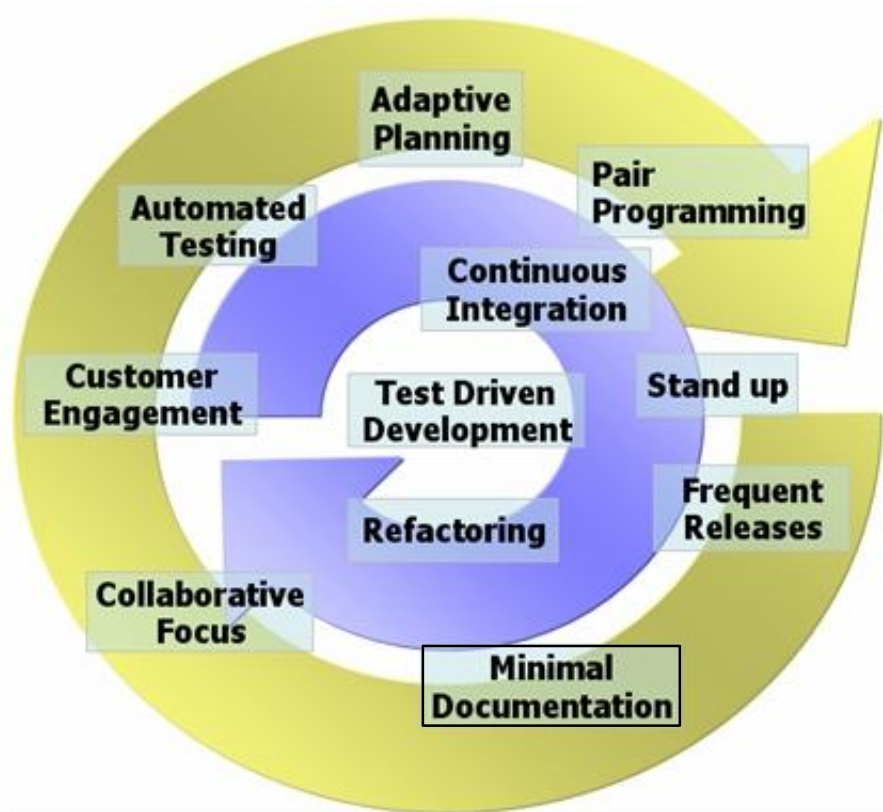 Adaptive
Planning
Pair
Programming
Automated
Testing
Continuous
Integration
Customer
Engagement
Test Driven
Development
Stand up
Frequent
Releases
Refactoring
Collaborative
Focus
Minimal
Documentation